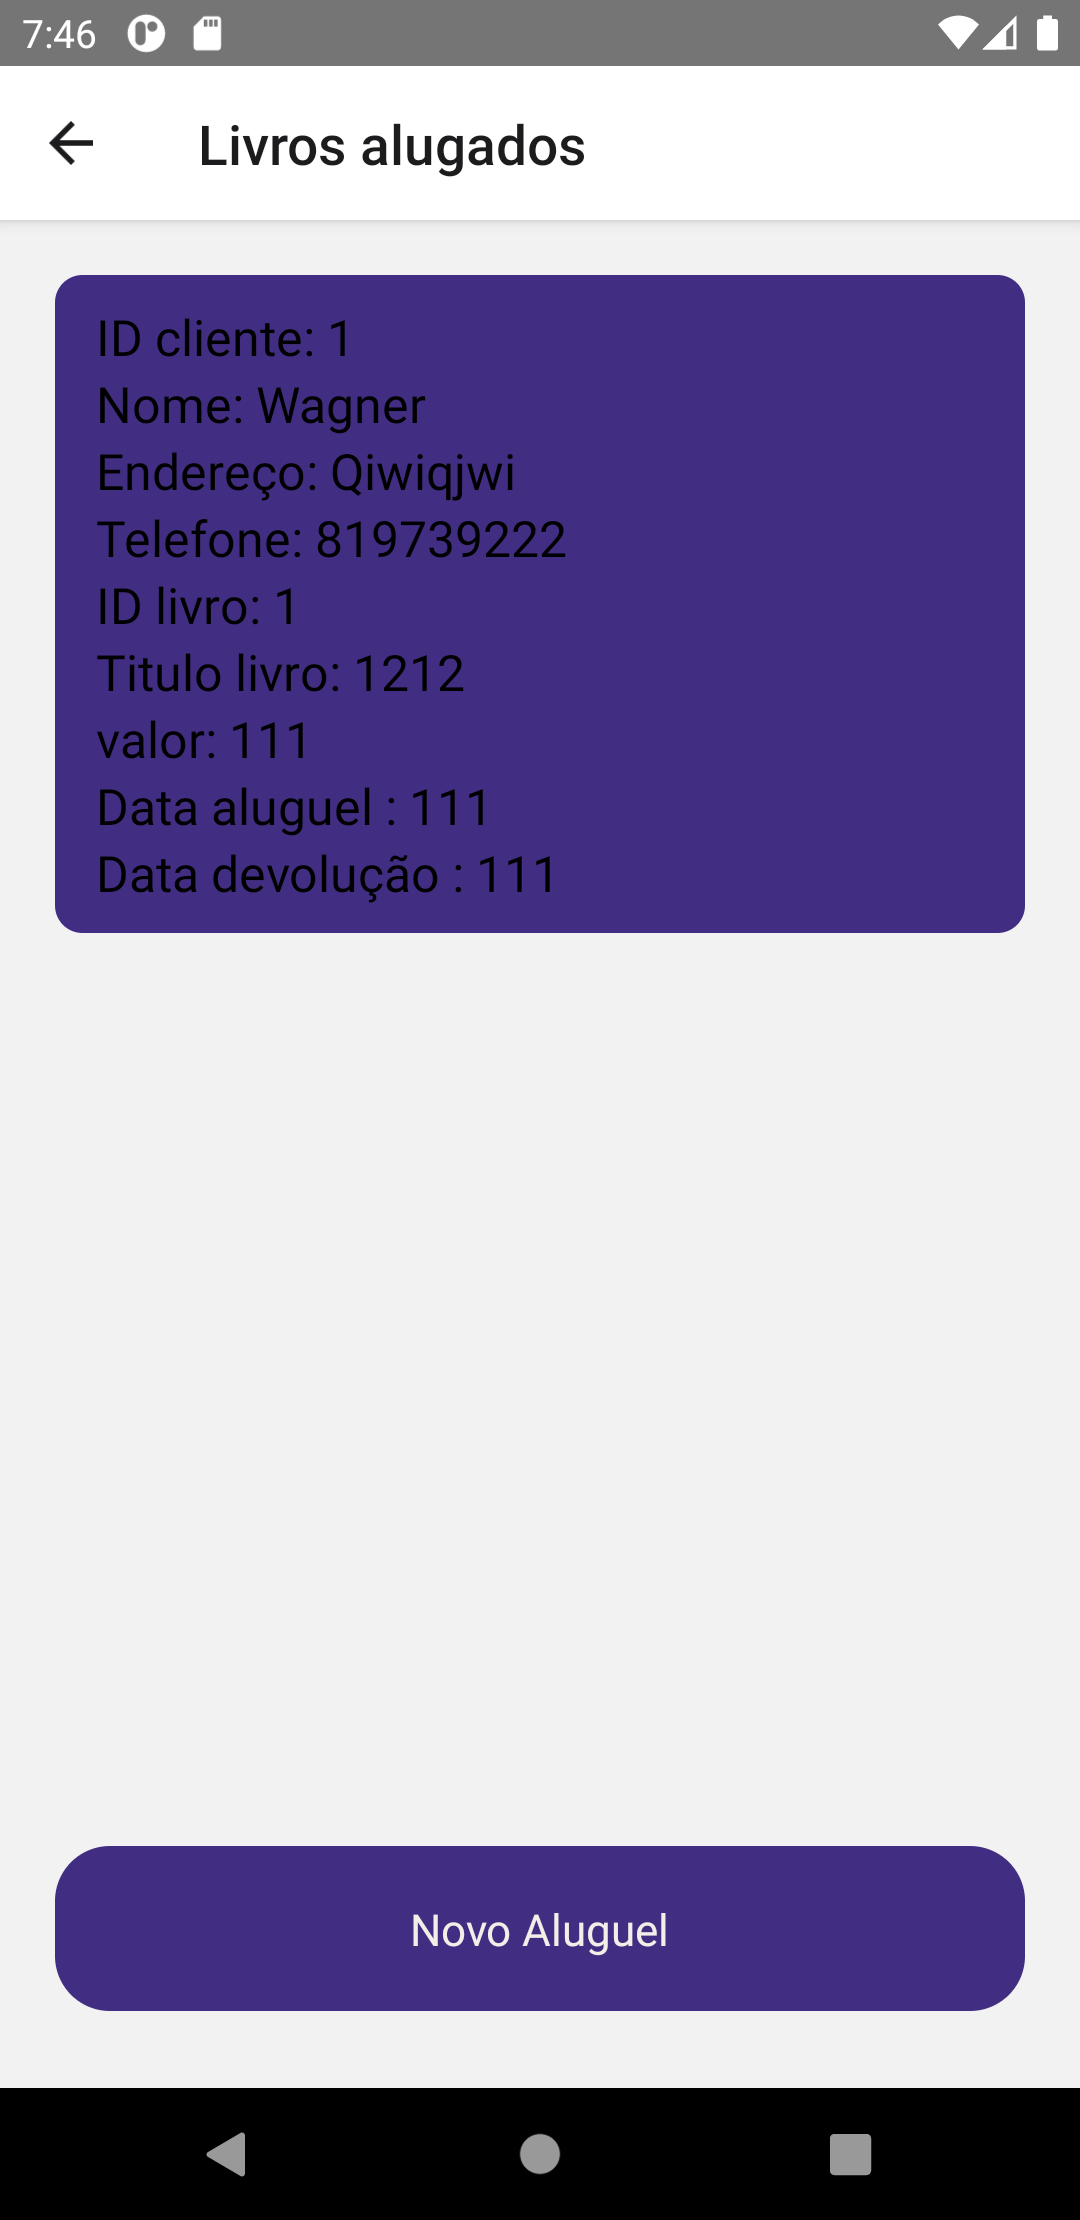 7:46
Livros alugados
ID cliente: 1
Nome: Wagner
Endereço: Qiwiqjwi
Telefone: 819739222
ID livro: 1
Titulo livro: 1212
valor: 111
Data aluguel : 111
Data devolução : 111
Novo Aluguel